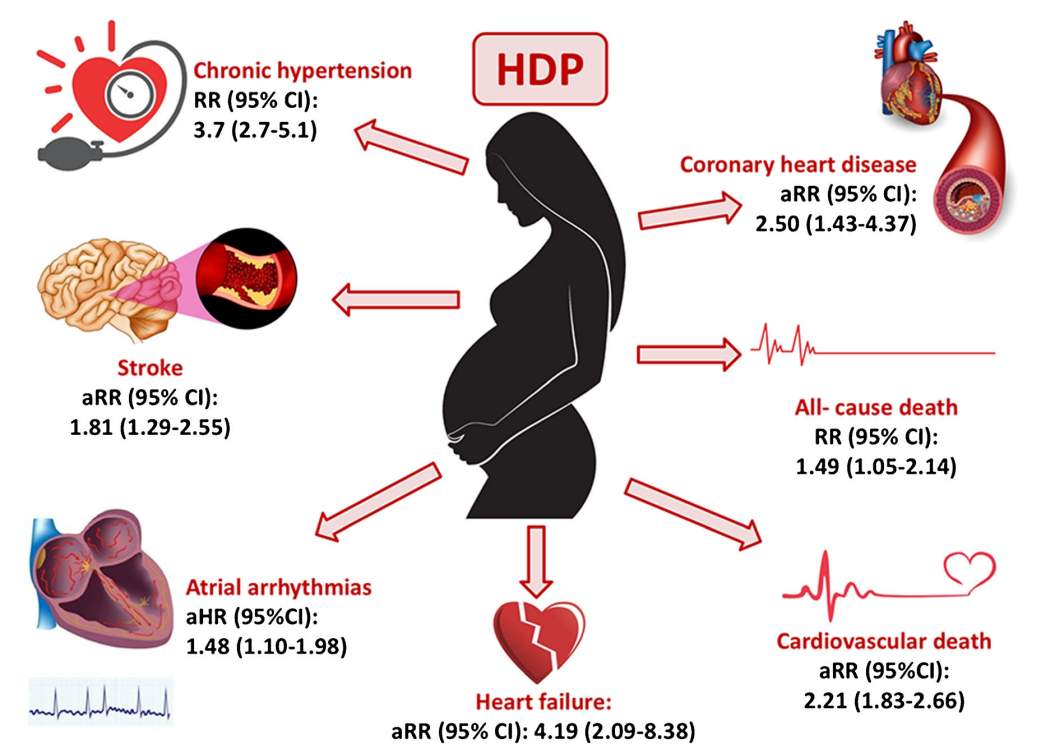 HDP
Chronic hypertension
RR (95% CI):
3.7 (2.7-5.1)
Coronary heart disease
aRR (95% CI):
2.50 (1.43-4.37)
Stroke
aRR (95% CI):
1.81 (1.29-2.55)
All- cause death
RR (95% CI):
1.49 (1.05-2.14)
Atrial arrhythmias
aHR (95%CI):
1.48 (1.10-1.98)
Cardiovascular death
aRR (95%CI):
2.21 (1.83-2.66)
Heart failure:
aRR (95% CI): 4.19 (2.09-8.38)